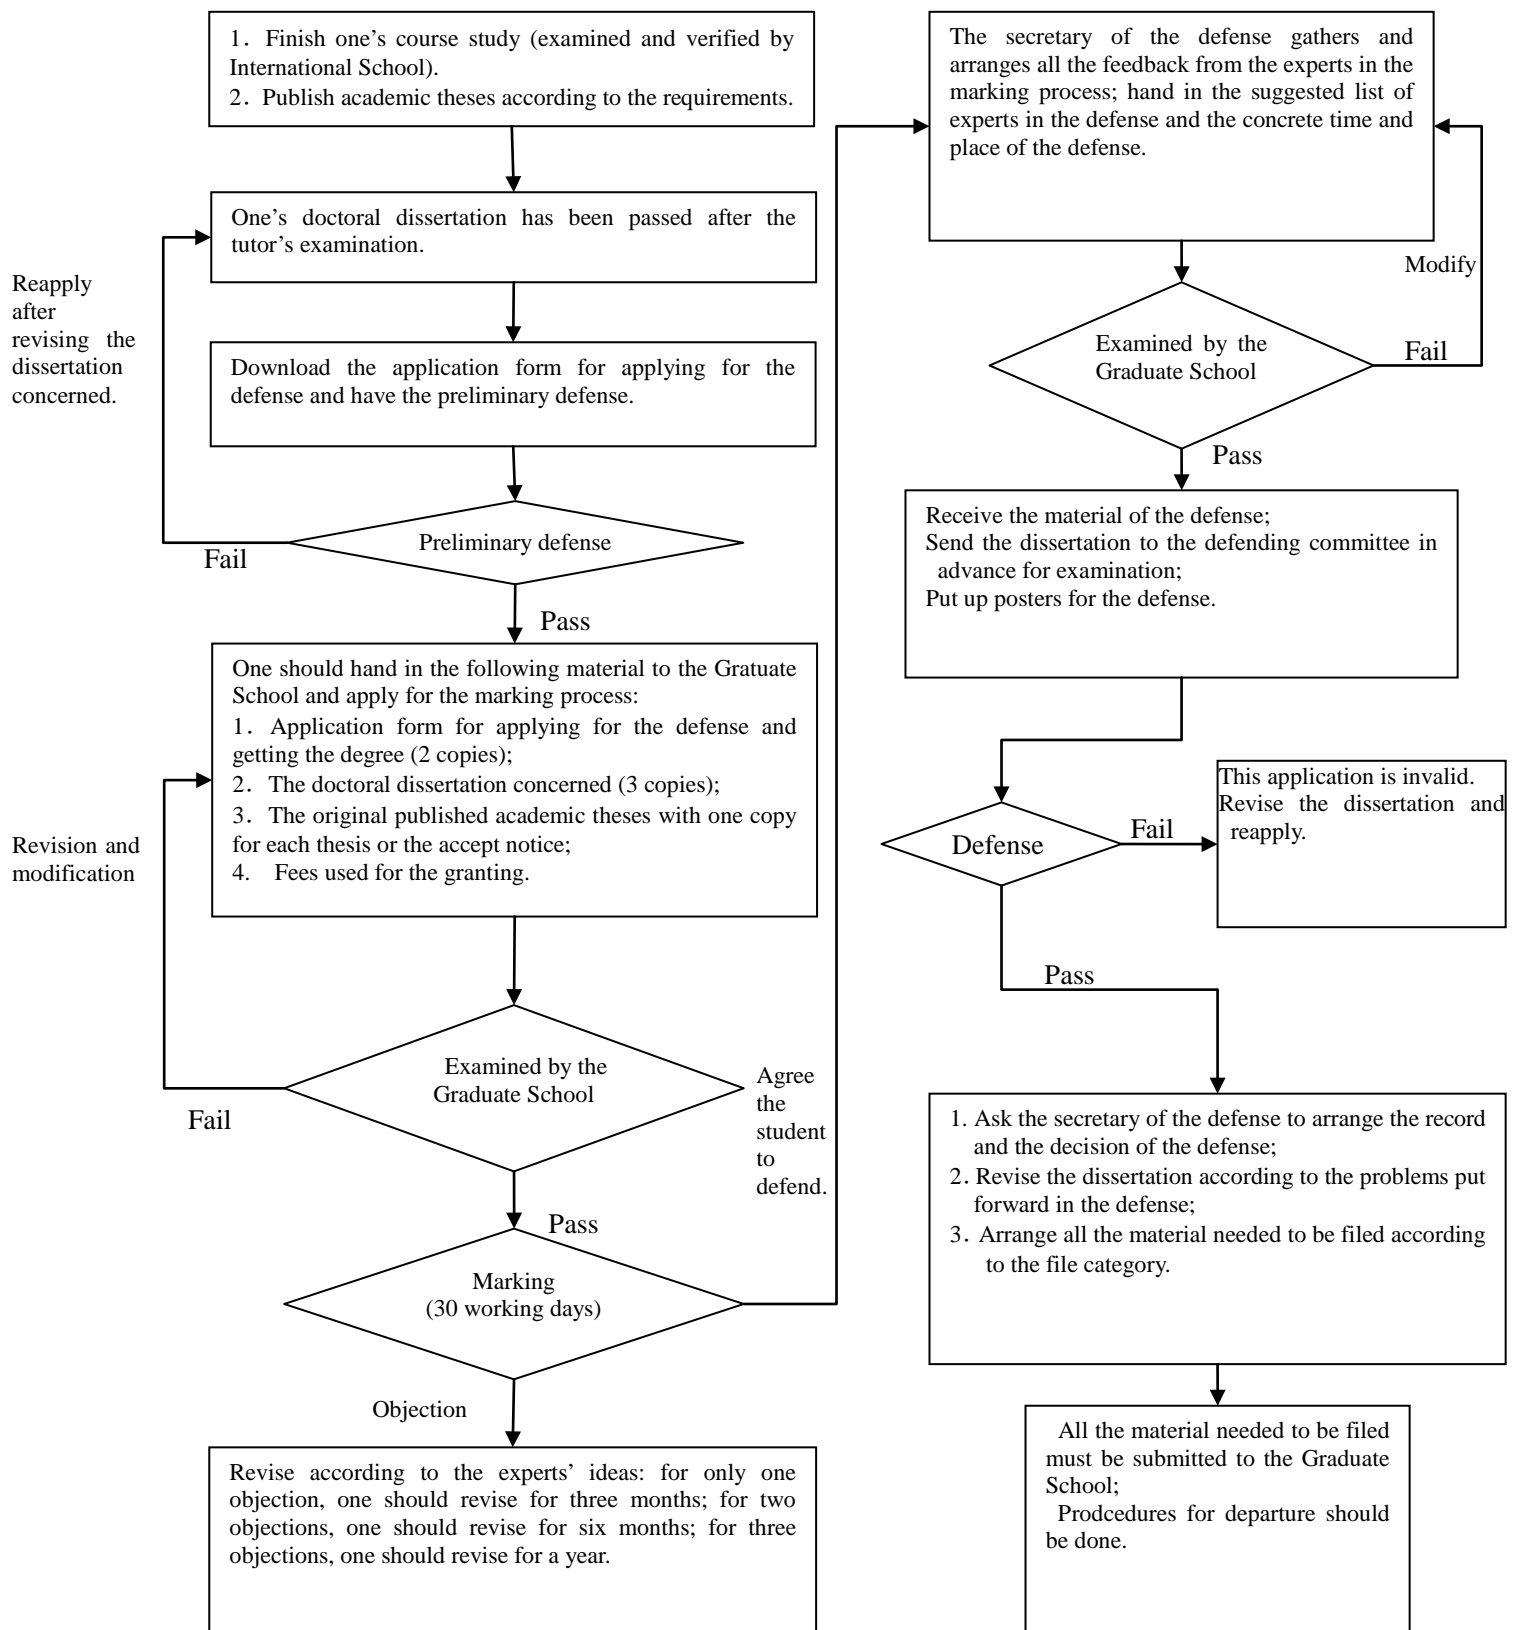 1. Finish one's course study (examined and verified by
International School).
2. Publish academic theses according to the requirements.
One's doctoral dissertation has been passed after the
tutor's examination.
Reapply
after
revising the
dissertation
concerned.
Download the application form for applying for the
defense and have the preliminary defense.
Preliminary defense
Fail
Pass
One should hand in the following material to the Gratuate
School and apply for the marking process:
1. Application form for applying for the defense and
getting the degree (2 copies);
2. The doctoral dissertation concerned (3 copies);
3. The original published academic theses with one copy
for each thesis or the accept notice;
4. Fees used for the granting.
Revision and
modification
Examined by the
Graduate School
Fail
Pass
Agree
the
student
to
defend.
Marking
(30 working days)
Objection
Revise according to the experts' ideas: for only one
objection, one should revise for three months; for two
objections, one should revise for six months; for three
objections, one should revise for a year.
The secretary of the defense gathers and
arranges all the feedback from the experts in the
marking process; hand in the suggested list of
experts in the defense and the concrete time and
place of the defense.
Modify
Examined by the
Graduate School
Fail
Pass
Receive the material of the defense;
Send the dissertation to the defending committee in
advance for examination;
Put up posters for the defense.
Defense
Fail
This application is invalid.
Revise the dissertation and
reapply.
Pass
1. Ask the secretary of the defense to arrange the record
and the decision of the defense;
2. Revise the dissertation according to the problems put
forward in the defense;
3. Arrange all the material needed to be filed according
to the file category.
All the material needed to be filed
must be submitted to the Graduate
School;
Prodcedures for departure should
be done.